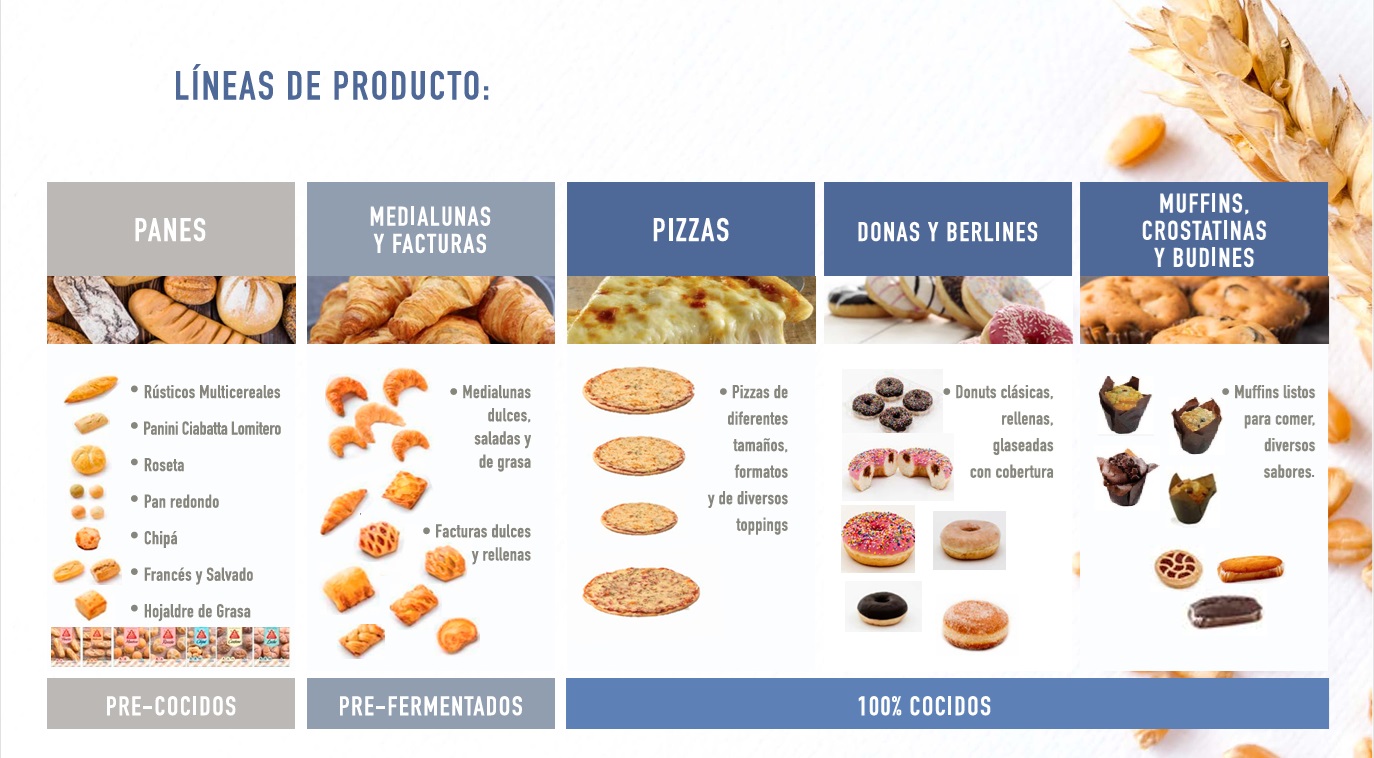 LÍNEAS DE PRODUCTO:
PANES
• Rústicos Multicereales
• Panini Ciabatta Lomitero
• Roseta
• Pan redondo
• Chipá
• Francés y Salvado
• Hojaldre de Grasa
PRE-COCIDOS
MEDIALUNAS
Y FACTURAS
• Medialunas
dulces,
saladas y
de grasa
• Facturas dulces
y rellenas
PRE-FERMENTADOS
PIZZAS
• Pizzas de
diferentes
tamaños,
formatos
y de diversos
toppings
DONAS Y BERLINES
• Donuts clásicas,
rellenas,
glaseadas
con cobertura
MUFFINS,
CROSTATINAS
Y BUDINES
• Muffins listos
para comer,
diversos
sabores.
100% COCIDOS